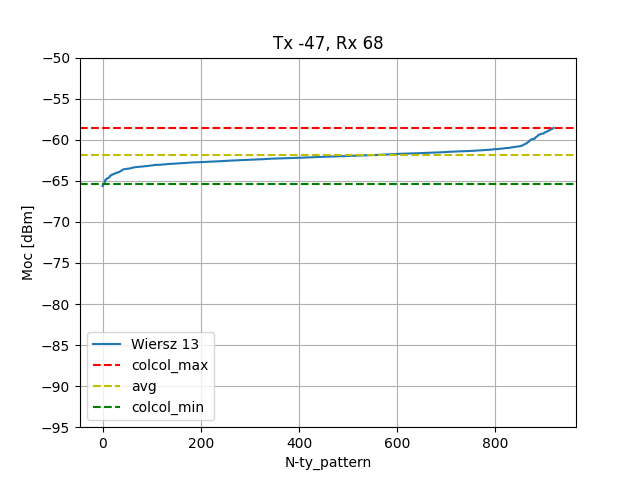 Tx -47, Rx 68
Moc [dBm]
−50
−55
−60
−65
−70
−75
−80
−85
−90
−95
Wiersz 13
colcol_max
avg
colcol_min
0 200 400 600 800
N-ty_pattern